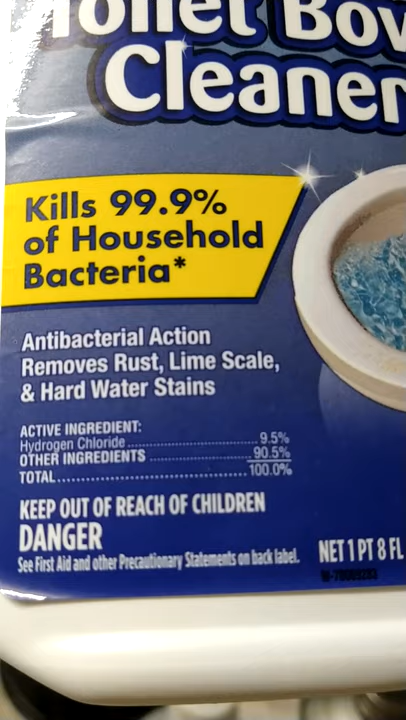 Toilet Bow
Cleaner
Kills 99.9%
of Household
Bacteria*
Antibacterial Action
Removes Rust, Lime Scale,
& Hard Water Stains
ACTIVE INGREDIENT:
Hydrogen Chloride..............................9.5%
OTHER INGREDIENTS ........................90.5%
TOTAL..............................................100.0%
KEEP OUT OF REACH OF CHILDREN
DANGER
See First Aid and other Precautionary Statements on back label.
NET 1 PT 8 FL